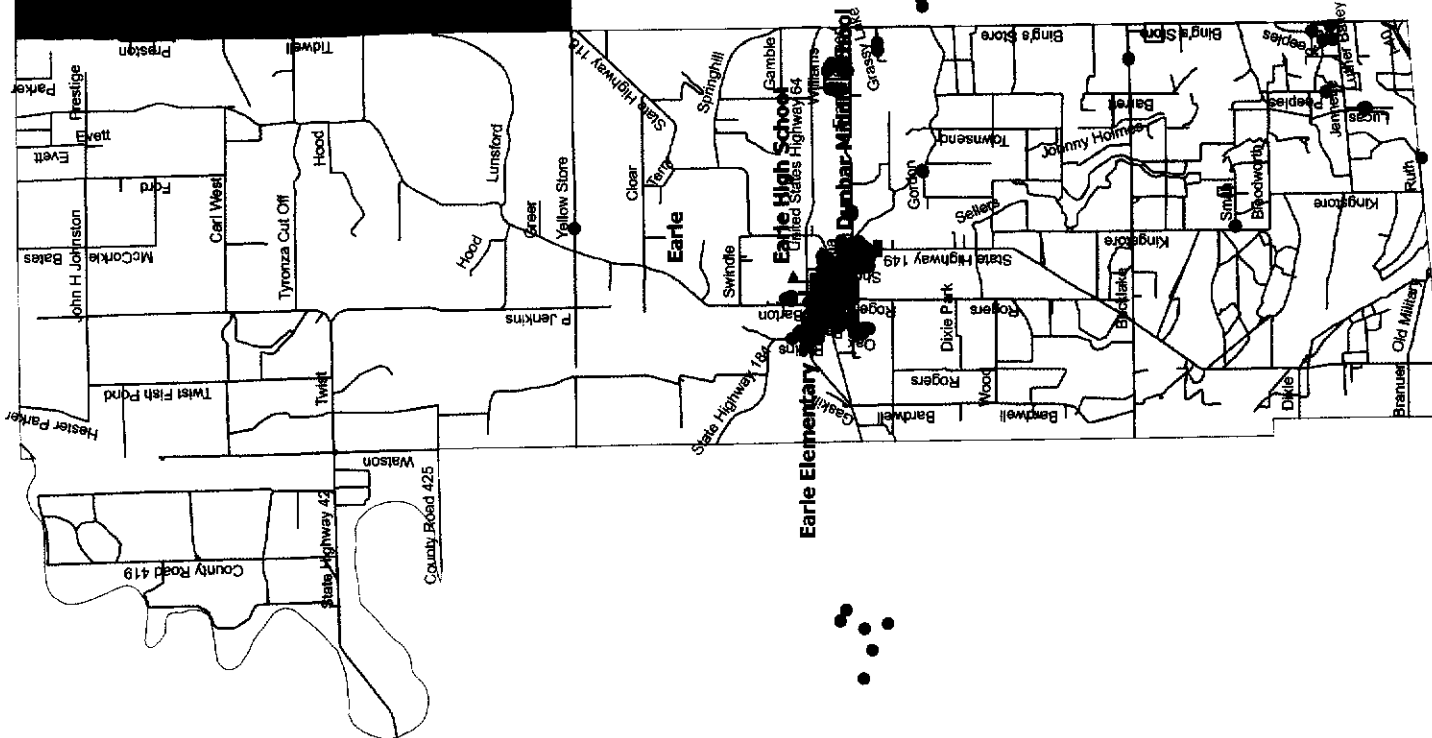 Preston
Tidwell
Parker
Prestige
Evett
Evett
Ford
Hood
Lunsford
State Highway 118
Springhill
Gamble
Williams
Grassy Lake
Bing's Store
Bing's Store
Peeples
Luther Bailey
Barrett
Peeples
Jennette
Lucas
Townsend
Johnny Holmes
Cloar
Terre
United States Highway 64
Earle High School
Dunbar Middle School
Gordon
Sellers
Smith
Bloodworth
Kingstore
Ruth
Carl West
Tyronza Cut Off
Bates
McCorkle
John H Johnston
Hood
Greer
Yellow Store
Earle
Swindle
State Highway 149
Kingstore
P Jenkins
Barton
Rogers
Dixie Park
Rogers
Oak
Old Military
Twist Fish Pond
Twist
State Highway 184
Earle Elementary
Gaskill
Rogers
Bardwell
Wood
Bardwell
Dixie
Hester Parker
Watson
State Highway 42
County Road 425
County Road 419